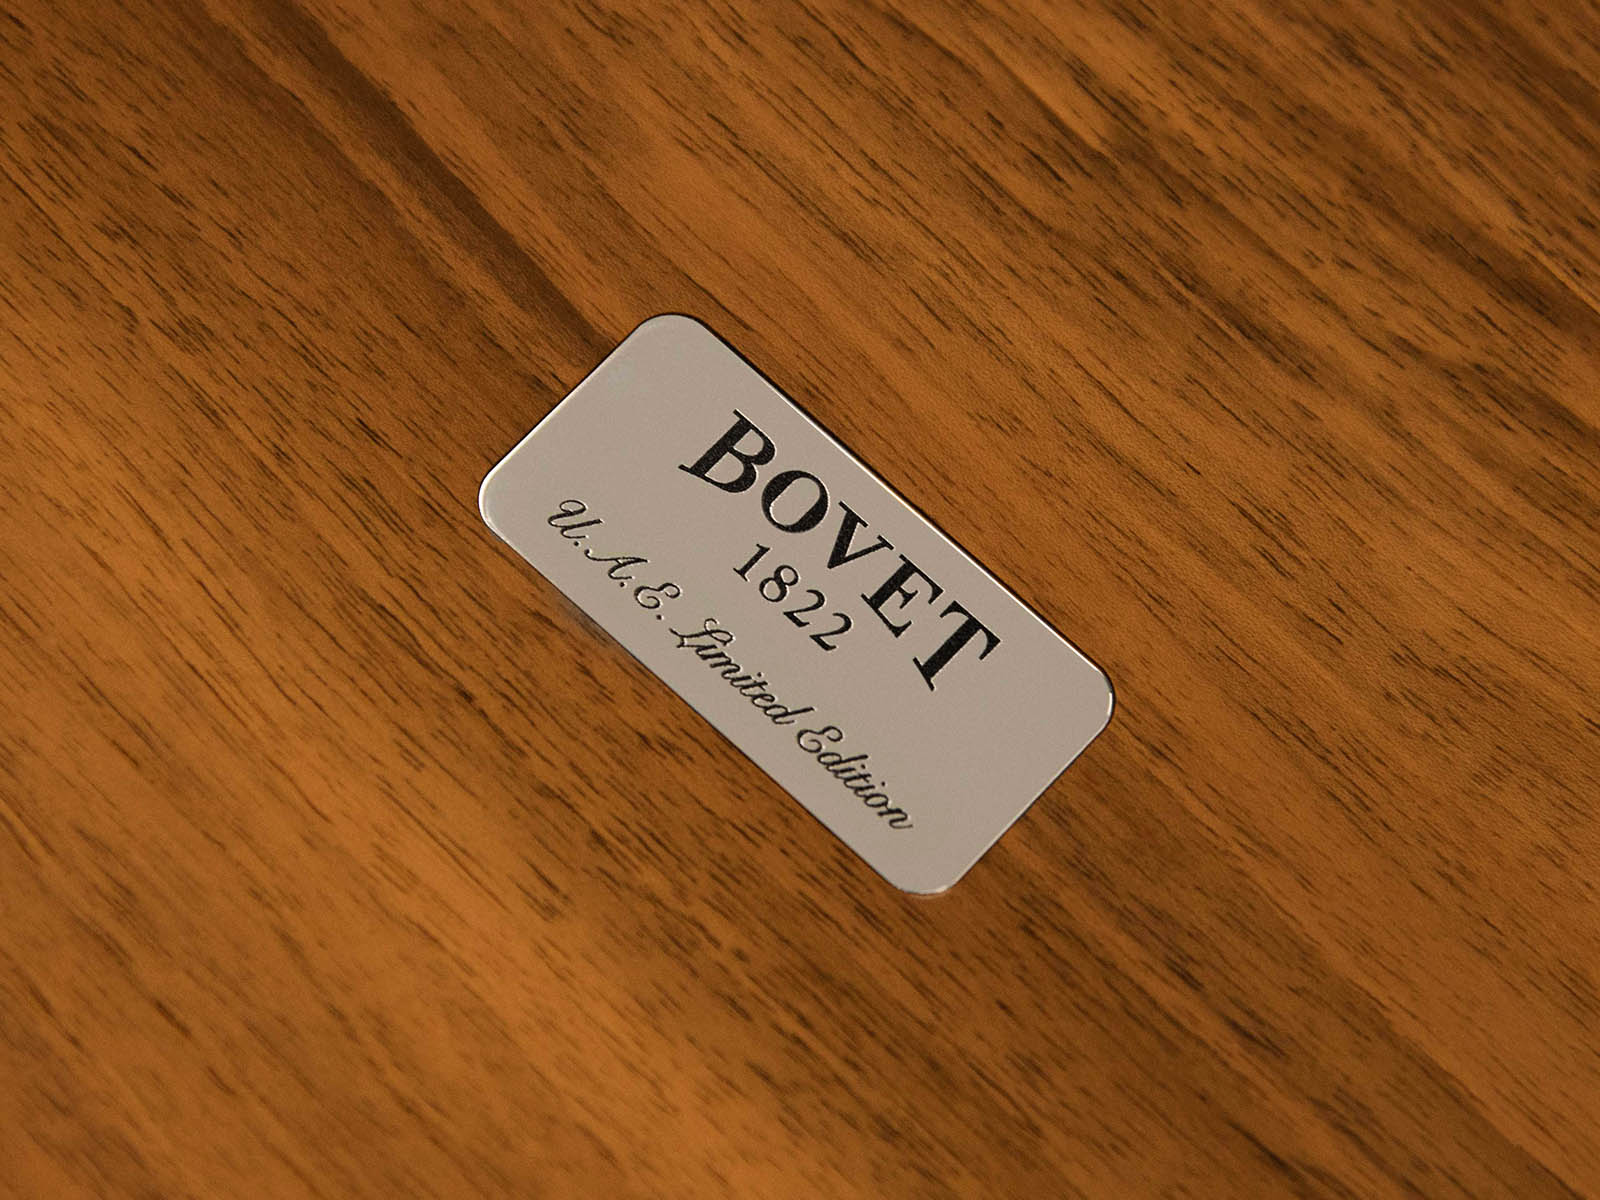 BOVET
1822
U.A.E. Limited Edition